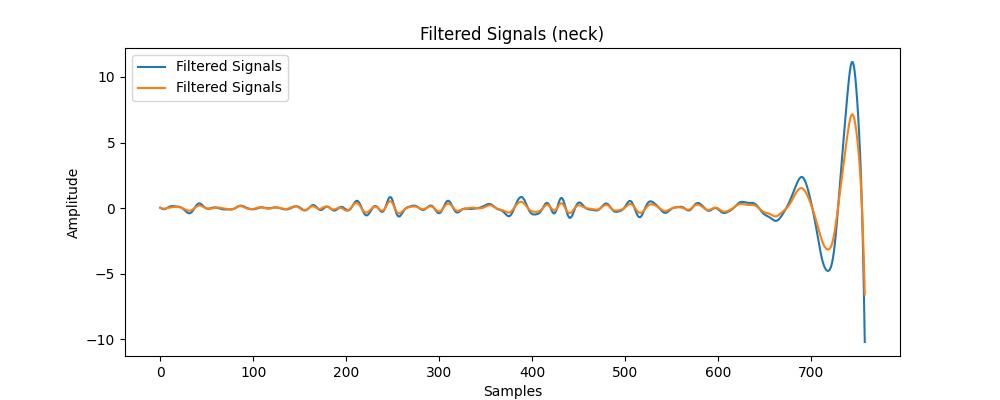 Filtered Signals (neck)
Filtered Signals
Filtered Signals
Amplitude
10
5
0
−5
−10
0 100 200 300 400 500 600 700
Samples